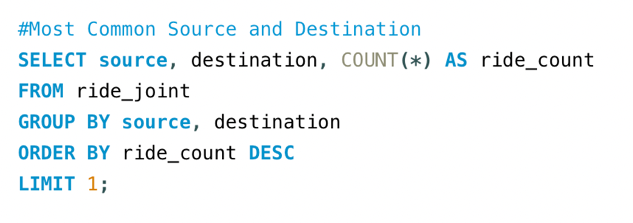 #Most Common Source and Destination
SELECT source, destination, COUNT(*) AS ride_count
FROM ride_joint
GROUP BY source, destination
ORDER BY ride_count DESC
LIMIT 1;